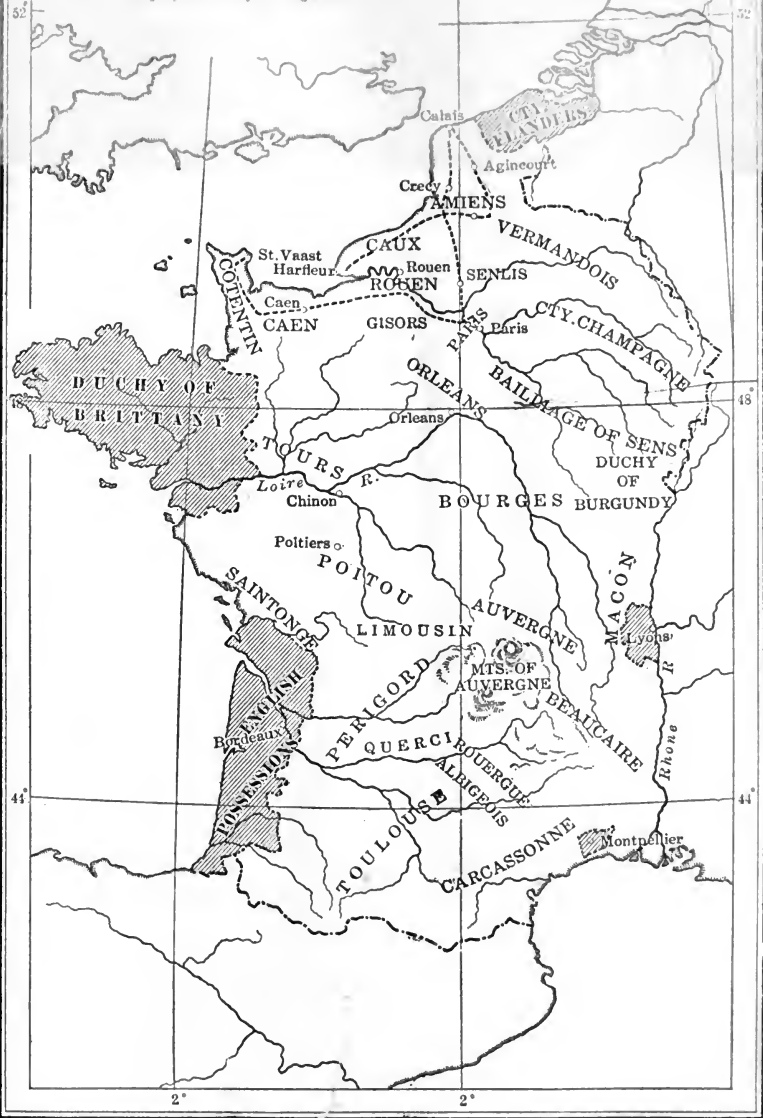 52°
52°
Calais
CTY.
FLANDERS
Agincourt
Crecy
AMIENS
VERMANDOIS
CAUX
St. Vaast
Harfleur
Rouen
ROUEN
SENLIS
COTENTIN
Caen
CAEN
GISORS
PARIS
Paris
CTY. CHAMPAGNE
DUCHY OF
BRITTANY
48°
48°
ORLEANS
BAILLIAGE OF SENS
Orleans
TOURS
DUCHY
OF
BURGUNDY
Loire R.
Chinon
BOURGES
Poitiers
POITOU
MACON
SAINTONGE
AUVERGNE
LIMOUSIN
Lyons
MTS. OF
AUVERGNE
PERIGORD
ENGLISH
POSSESSIONS
Bordeaux
BEAUCAIRE
QUERCI
ROUERGUE
ALBIGEOIS
Rhone R
44°
44°
TOULOUSE
CARCASSONNE
Montpellier
2°
2°